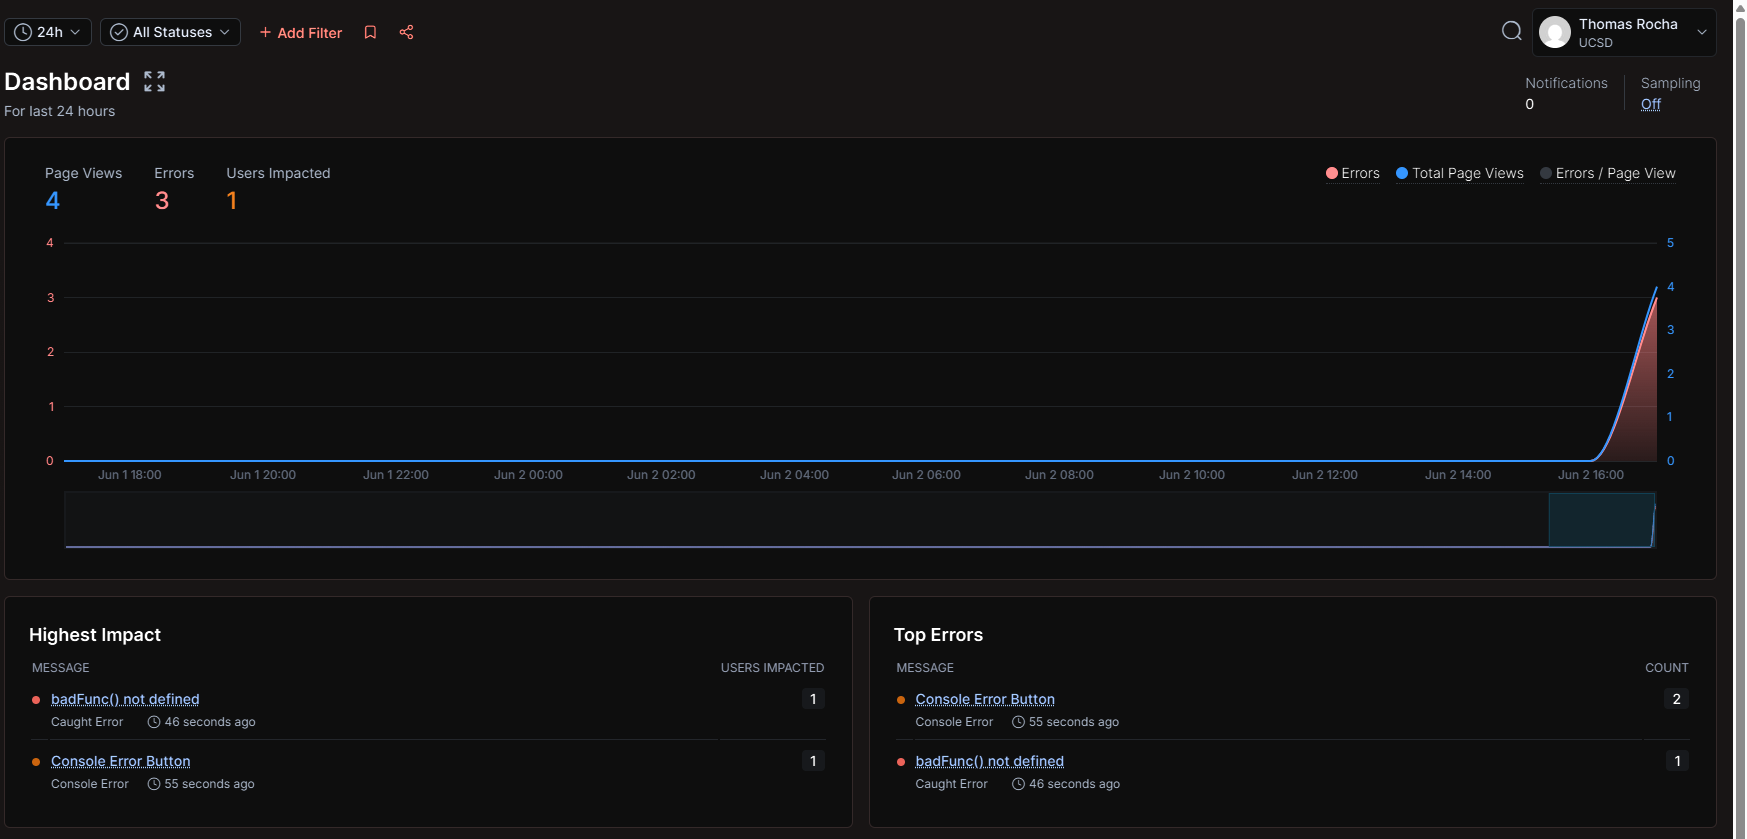 24h
All Statuses
+ Add Filter
Thomas Rocha
UCSD
Dashboard
For last 24 hours
Notifications
0
Sampling
Off
Page Views
4
Errors
3
Users Impacted
1
Errors
Total Page Views
Errors / Page View
4
3
2
1
0
5
4
3
2
1
0
Jun 1 18:00
Jun 1 20:00
Jun 1 22:00
Jun 2 00:00
Jun 2 02:00
Jun 2 04:00
Jun 2 06:00
Jun 2 08:00
Jun 2 10:00
Jun 2 12:00
Jun 2 14:00
Jun 2 16:00
Highest Impact
MESSAGE
USERS IMPACTED
badFunc() not defined
1
Caught Error
46 seconds ago
Console Error Button
1
Console Error
55 seconds ago
Top Errors
MESSAGE
COUNT
Console Error Button
2
Console Error
55 seconds ago
badFunc() not defined
1
Caught Error
46 seconds ago